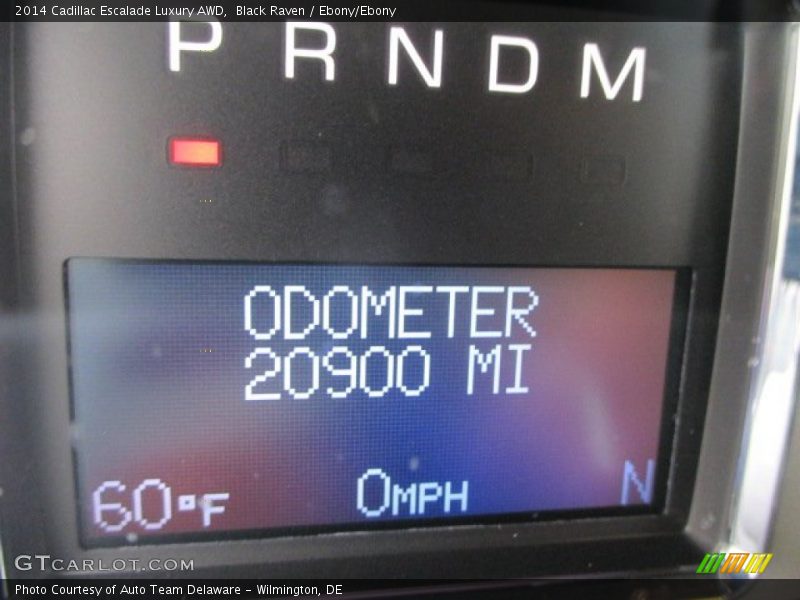 2014 Cadillac Escalade Luxury AWD,  Black Raven / Ebony/Ebony
P R N D M
ODOMETER
20900 MI
60°F 0MPH N
GTCARLOT.COM
Photo Courtesy of Auto Team Delaware - Wilmington, DE